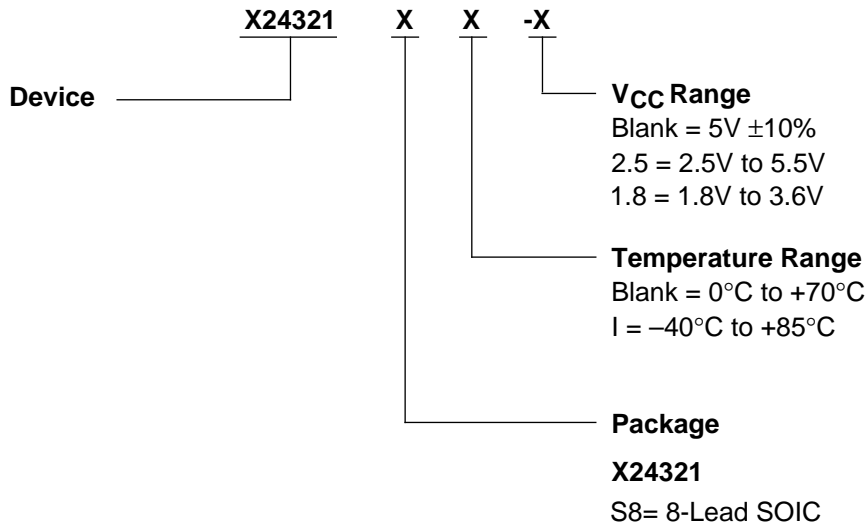 X24321 X X -X
Device
VCC Range
Blank = 5V ±10%
2.5 = 2.5V to 5.5V
1.8 = 1.8V to 3.6V
Temperature Range
Blank = 0°C to +70°C
I = –40°C to +85°C
Package
X24321
S8= 8-Lead SOIC